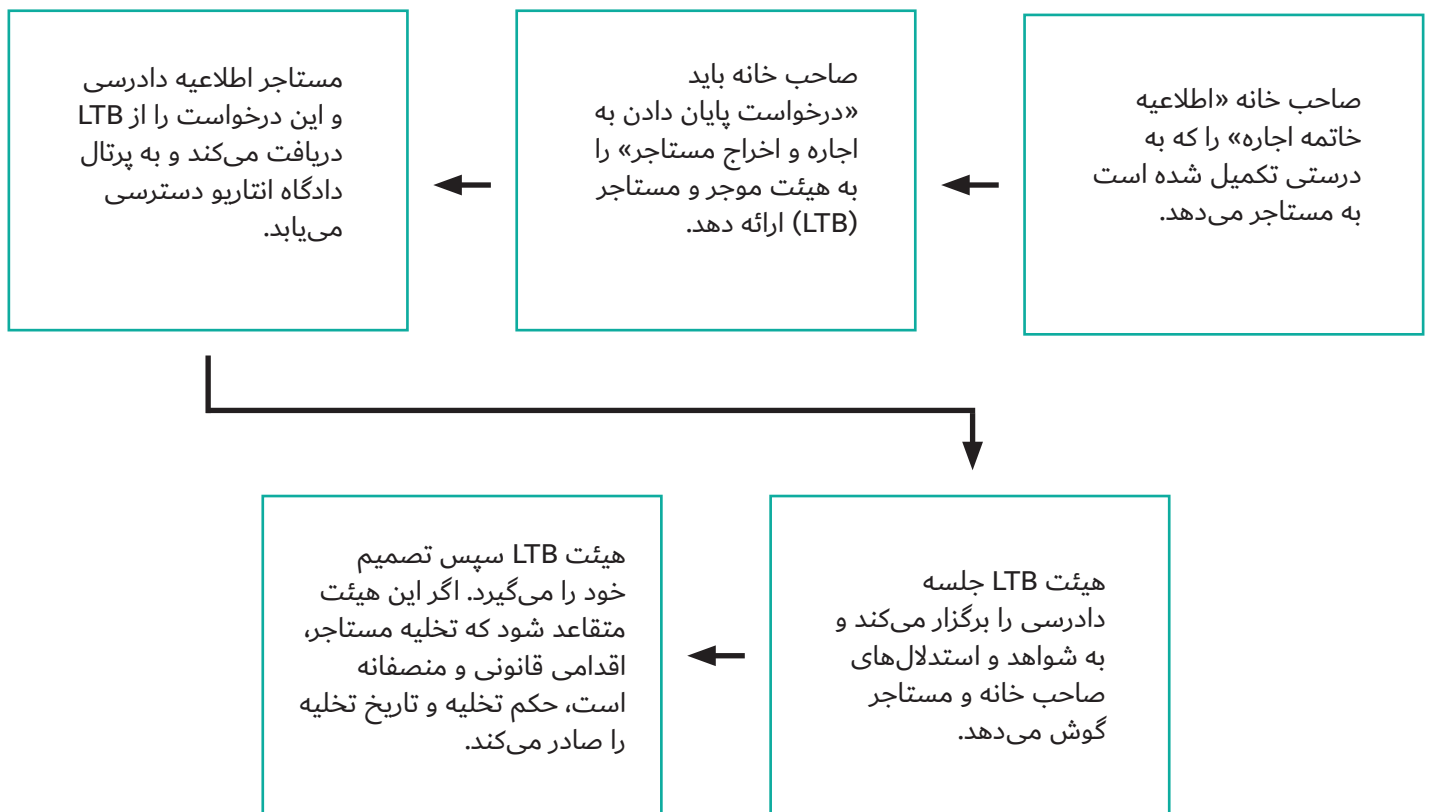 صاحب خانه «اطلاعیه
خاتمه اجاره» را که به
درستی تکمیل شده است
به مستاجر می‌دهد.
صاحب خانه باید
«درخواست پایان دادن به
اجاره و اخراج مستاجر» را
به هیئت موجر و مستاجر
(LTB) ارائه دهد.
مستاجر اطلاعیه دادرسی
و این درخواست را از LTB
دریافت می‌کند و به پرتال
دادگاه انتاریو دسترسی
می‌یابد.
هیئت LTB جلسه
دادرسی را برگزار می‌کند و
به شواهد و استدلال‌های
صاحب خانه و مستاجر
گوش می‌دهد.
هیئت LTB سپس تصمیم
خود را می‌گیرد. اگر این هیئت
متقاعد شود که تخلیه مستاجر،
اقدامی قانونی و منصفانه
است، حکم تخلیه و تاریخ تخلیه
را صادر می‌کند.